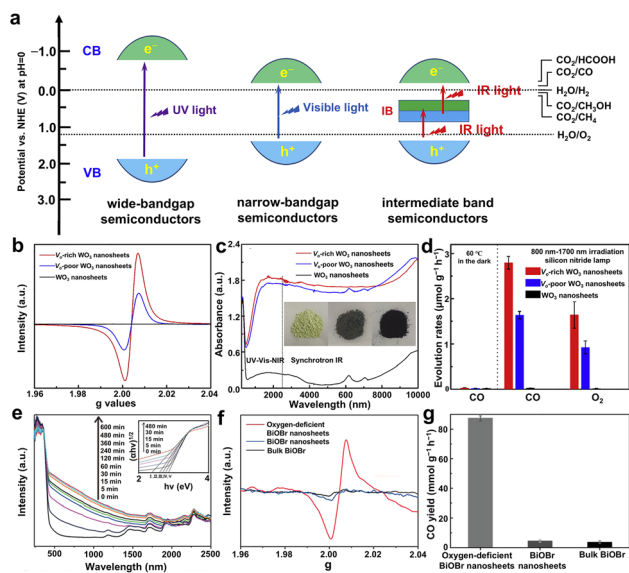 a
Potential vs. NHE (V) at pH=0
-1.0
0.0
1.0
2.0
3.0
CB
VB
e⁻
h⁺
UV light
wide-bandgap
semiconductors
e⁻
h⁺
Visible light
narrow-bandgap
semiconductors
e⁻
IB
h⁺
IR light
IR light
intermediate band
semiconductors
CO₂/HCOOH
CO₂/CO
H₂O/H₂
CO₂/CH₃OH
CO₂/CH₄
H₂O/O₂
b
Vₒ-rich WO₃ nanosheets
Vₒ-poor WO₃ nanosheets
WO₃ nanosheets
Intensity (a.u.)
1.96 1.98 2.00 2.02 2.04
g values
c
Vₒ-rich WO₃ nanosheets
Vₒ-poor WO₃ nanosheets
WO₃ nanosheets
Absorbance (a.u.)
2.4
1.8
1.2
0.6
0.0
UV-Vis-NIR Synchrotron IR
2000 4000 6000 8000 10000
Wavelength (nm)
d
60 ℃
in the dark
800 nm-1700 nm irradiation
silicon nitride lamp
Vₒ-rich WO₃ nanosheets
Vₒ-poor WO₃ nanosheets
WO₃ nanosheets
Evolution rates (μmol g⁻¹ h⁻¹)
3
2
1
0
CO CO O₂
e
600 min
480 min
360 min
240 min
120 min
60 min
30 min
15 min
5 min
0 min
Intensity (a.u.)
(αhv)¹/²
480 min
30 min
15 min
5 min
2 4
hv (eV)
500 1000 1500 2000 2500
Wavelength (nm)
f
Oxygen-deficient
BiOBr nanosheets
BiOBr nanosheets
Bulk BiOBr
Intensity (a.u.)
1.96 1.98 2.00 2.02 2.04
g
g
CO yield (mmol g⁻¹ h⁻¹)
80
60
40
20
0
Oxygen-deficient BiOBr Bulk BiOBr
BiOBr nanosheets nanosheets